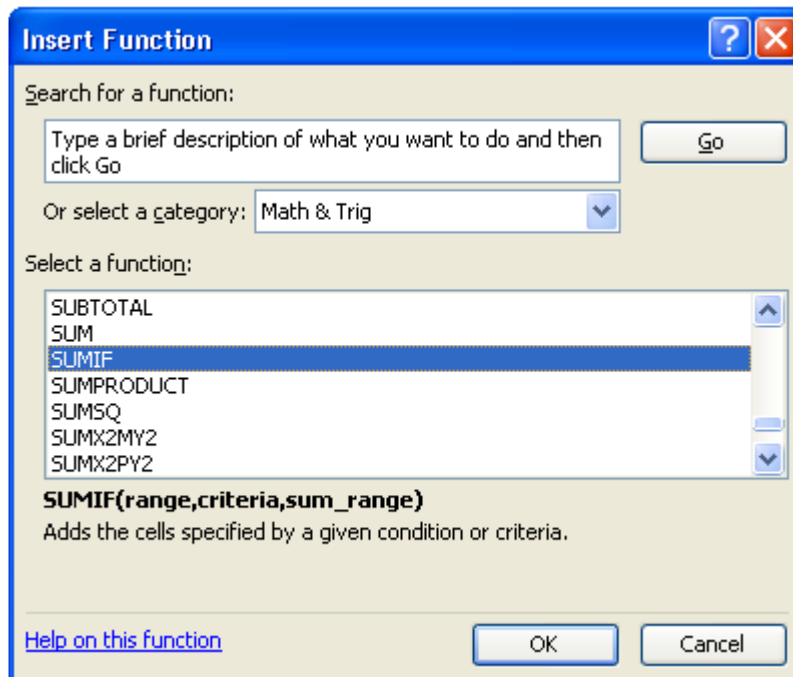 Insert Function
Search for a function:
Type a brief description of what you want to do and then
click Go
Go
Or select a category:
Math & Trig
Select a function:
SUBTOTAL
SUM
SUMIF
SUMPRODUCT
SUMSQ
SUMX2MY2
SUMX2PY2
SUMIF(range,criteria,sum_range)
Adds the cells specified by a given condition or criteria.
Help on this function
OK
Cancel